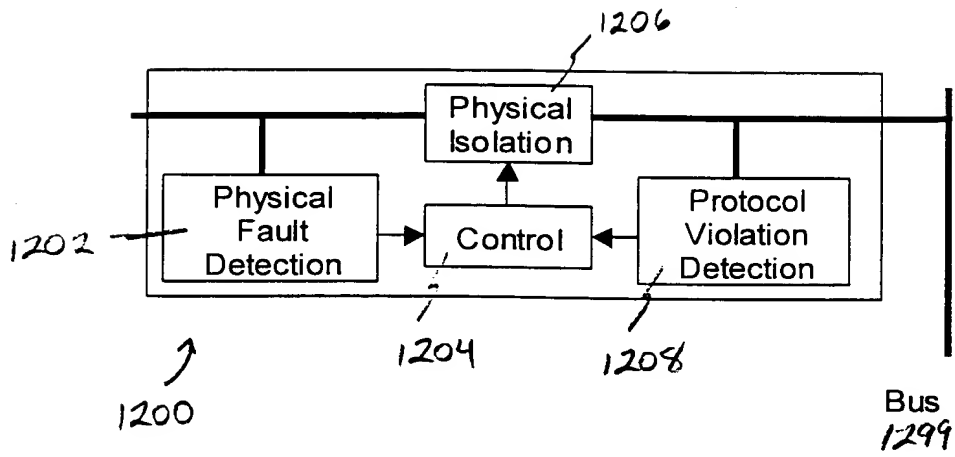 1206
Physical
Isolation
Physical
Fault
Detection
Control
Protocol
Violation
Detection
1202
1204
1208
1200
Bus
1299